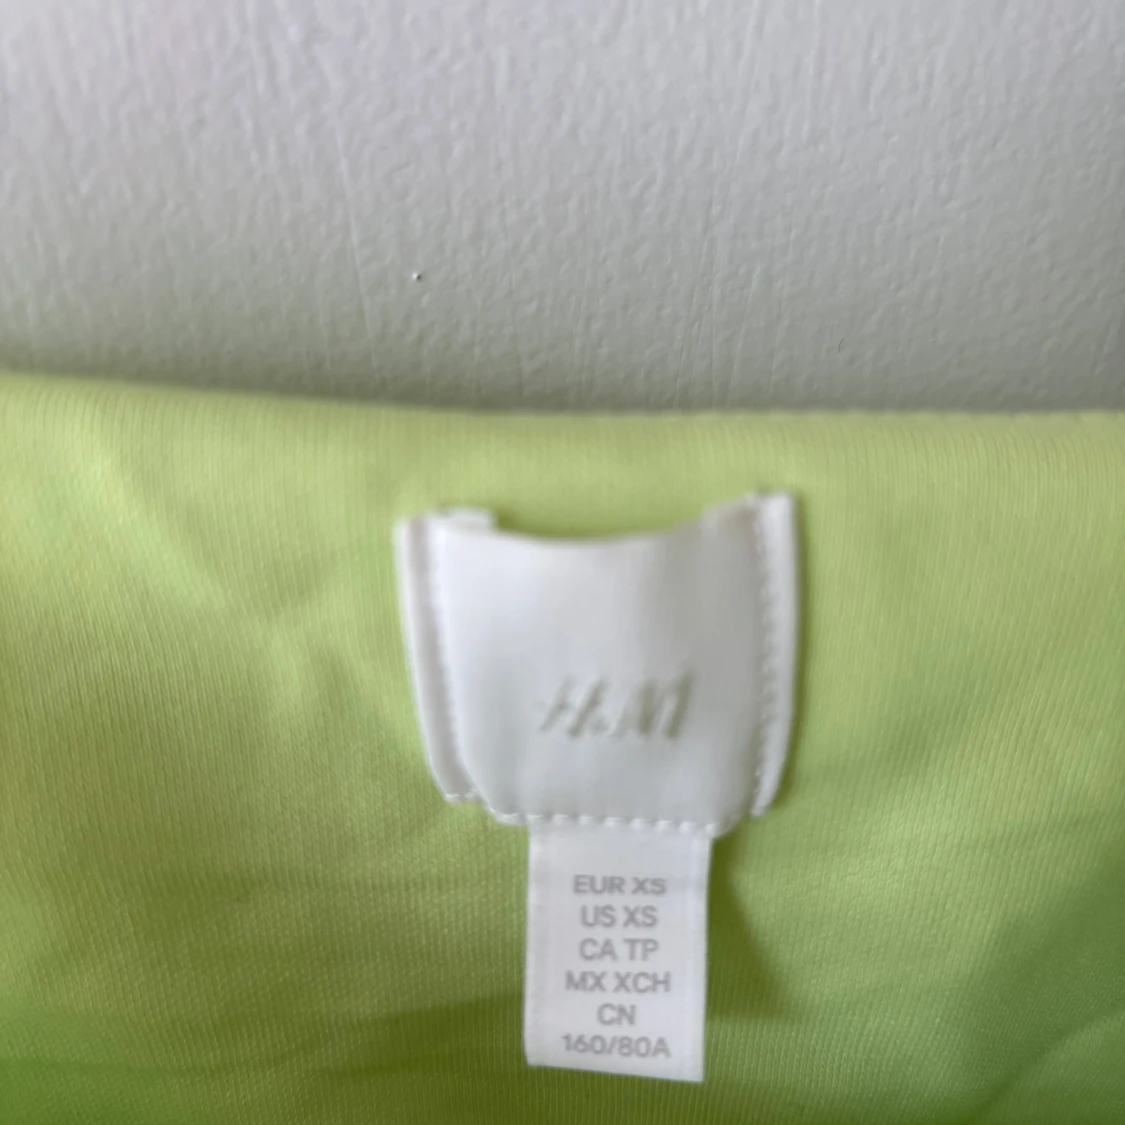 H&M
EUR XS
US XS
CA TP
MX XCH
CN
160/80A